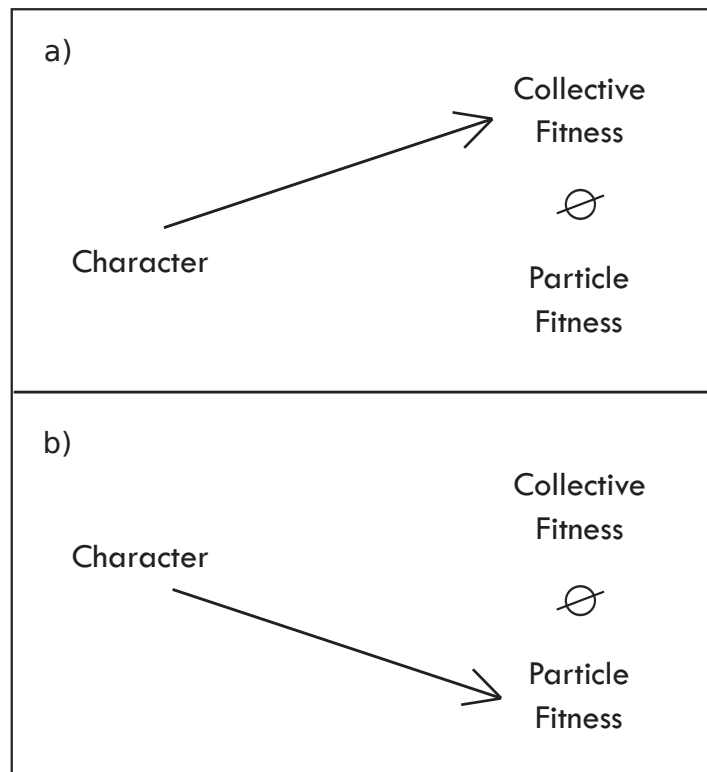 a)
Collective
Fitness
∅
Character
Particle
Fitness
b)
Collective
Fitness
Character
∅
Particle
Fitness